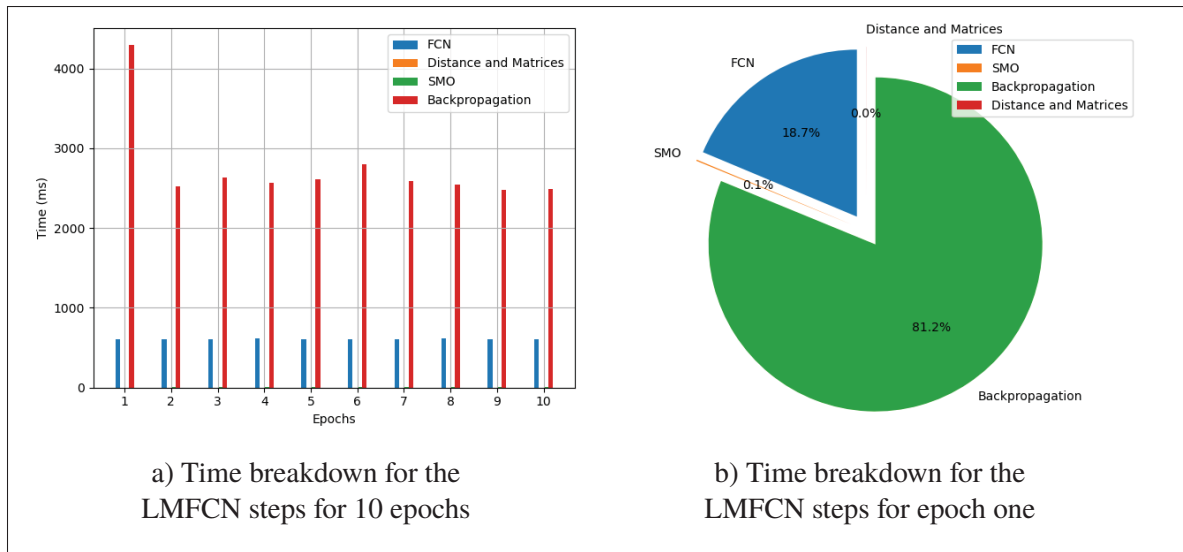 FCN
Distance and Matrices
SMO
Backpropagation
4000
3000
2000
1000
0
Time (ms)
1 2 3 4 5 6 7 8 9 10
Epochs
a) Time breakdown for the
LMFCN steps for 10 epochs
Distance and Matrices
FCN
SMO
Backpropagation
Distance and Matrices
FCN
0.0%
18.7%
SMO
0.1%
81.2%
Backpropagation
b) Time breakdown for the
LMFCN steps for epoch one